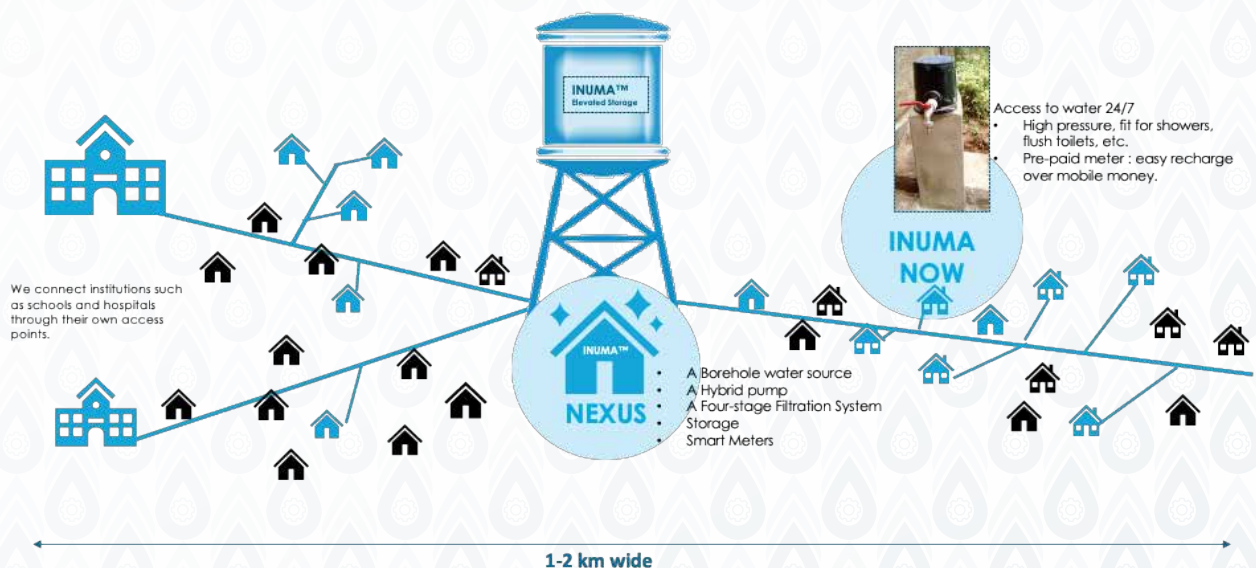 INUMA™
Elevated Storage
Access to water 24/7
• High pressure, fit for showers,
flush toilets, etc.
• Pre-paid meter : easy recharge
over mobile money.
INUMA
NOW
We connect institutions such
as schools and hospitals
through their own access
points.
INUMA™
NEXUS
• A Borehole water source
• A Hybrid pump
• A Four-stage Filtration System
• Storage
• Smart Meters
1-2 km wide